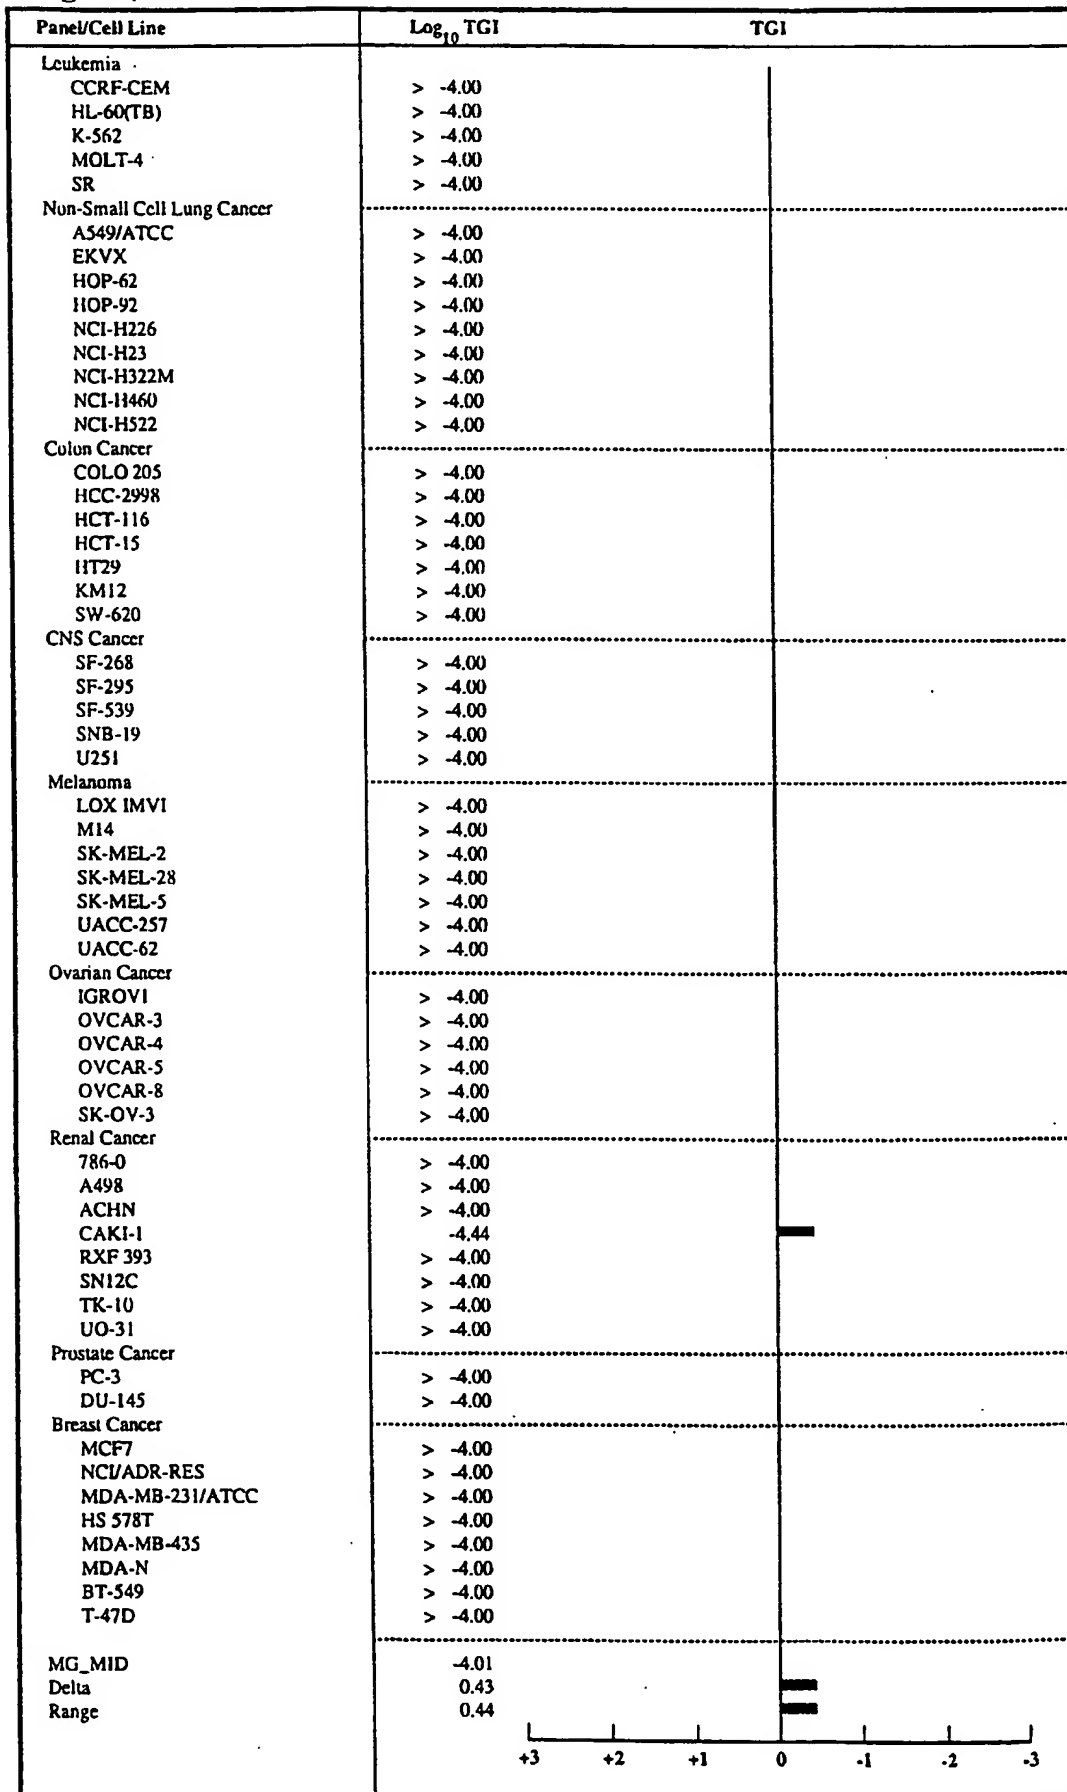 Panel/Cell Line Log10 TGI TGI
Leukemia
CCRF-CEM > -4.00
HL-60(TB) > -4.00
K-562 > -4.00
MOLT-4 > -4.00
SR > -4.00
Non-Small Cell Lung Cancer
A549/ATCC > -4.00
EKVX > -4.00
HOP-62 > -4.00
HOP-92 > -4.00
NCI-H226 > -4.00
NCI-H23 > -4.00
NCI-H322M > -4.00
NCI-H460 > -4.00
NCI-H522 > -4.00
Colon Cancer
COLO 205 > -4.00
HCC-2998 > -4.00
HCT-116 > -4.00
HCT-15 > -4.00
HT29 > -4.00
KM12 > -4.00
SW-620 > -4.00
CNS Cancer
SF-268 > -4.00
SF-295 > -4.00
SF-539 > -4.00
SNB-19 > -4.00
U251 > -4.00
Melanoma
LOX IMVI > -4.00
M14 > -4.00
SK-MEL-2 > -4.00
SK-MEL-28 > -4.00
SK-MEL-5 > -4.00
UACC-257 > -4.00
UACC-62 > -4.00
Ovarian Cancer
IGROV1 > -4.00
OVCAR-3 > -4.00
OVCAR-4 > -4.00
OVCAR-5 > -4.00
OVCAR-8 > -4.00
SK-OV-3 > -4.00
Renal Cancer
786-0 > -4.00
A498 > -4.00
ACHN > -4.00
CAKI-1 -4.44
RXF 393 > -4.00
SN12C > -4.00
TK-10 > -4.00
UO-31 > -4.00
Prostate Cancer
PC-3 > -4.00
DU-145 > -4.00
Breast Cancer
MCF7 > -4.00
NCI/ADR-RES > -4.00
MDA-MB-231/ATCC > -4.00
HS 578T > -4.00
MDA-MB-435 > -4.00
MDA-N > -4.00
BT-549 > -4.00
T-47D > -4.00
MG_MID -4.01
Delta 0.43
Range 0.44
+3 +2 +1 0 -1 -2 -3